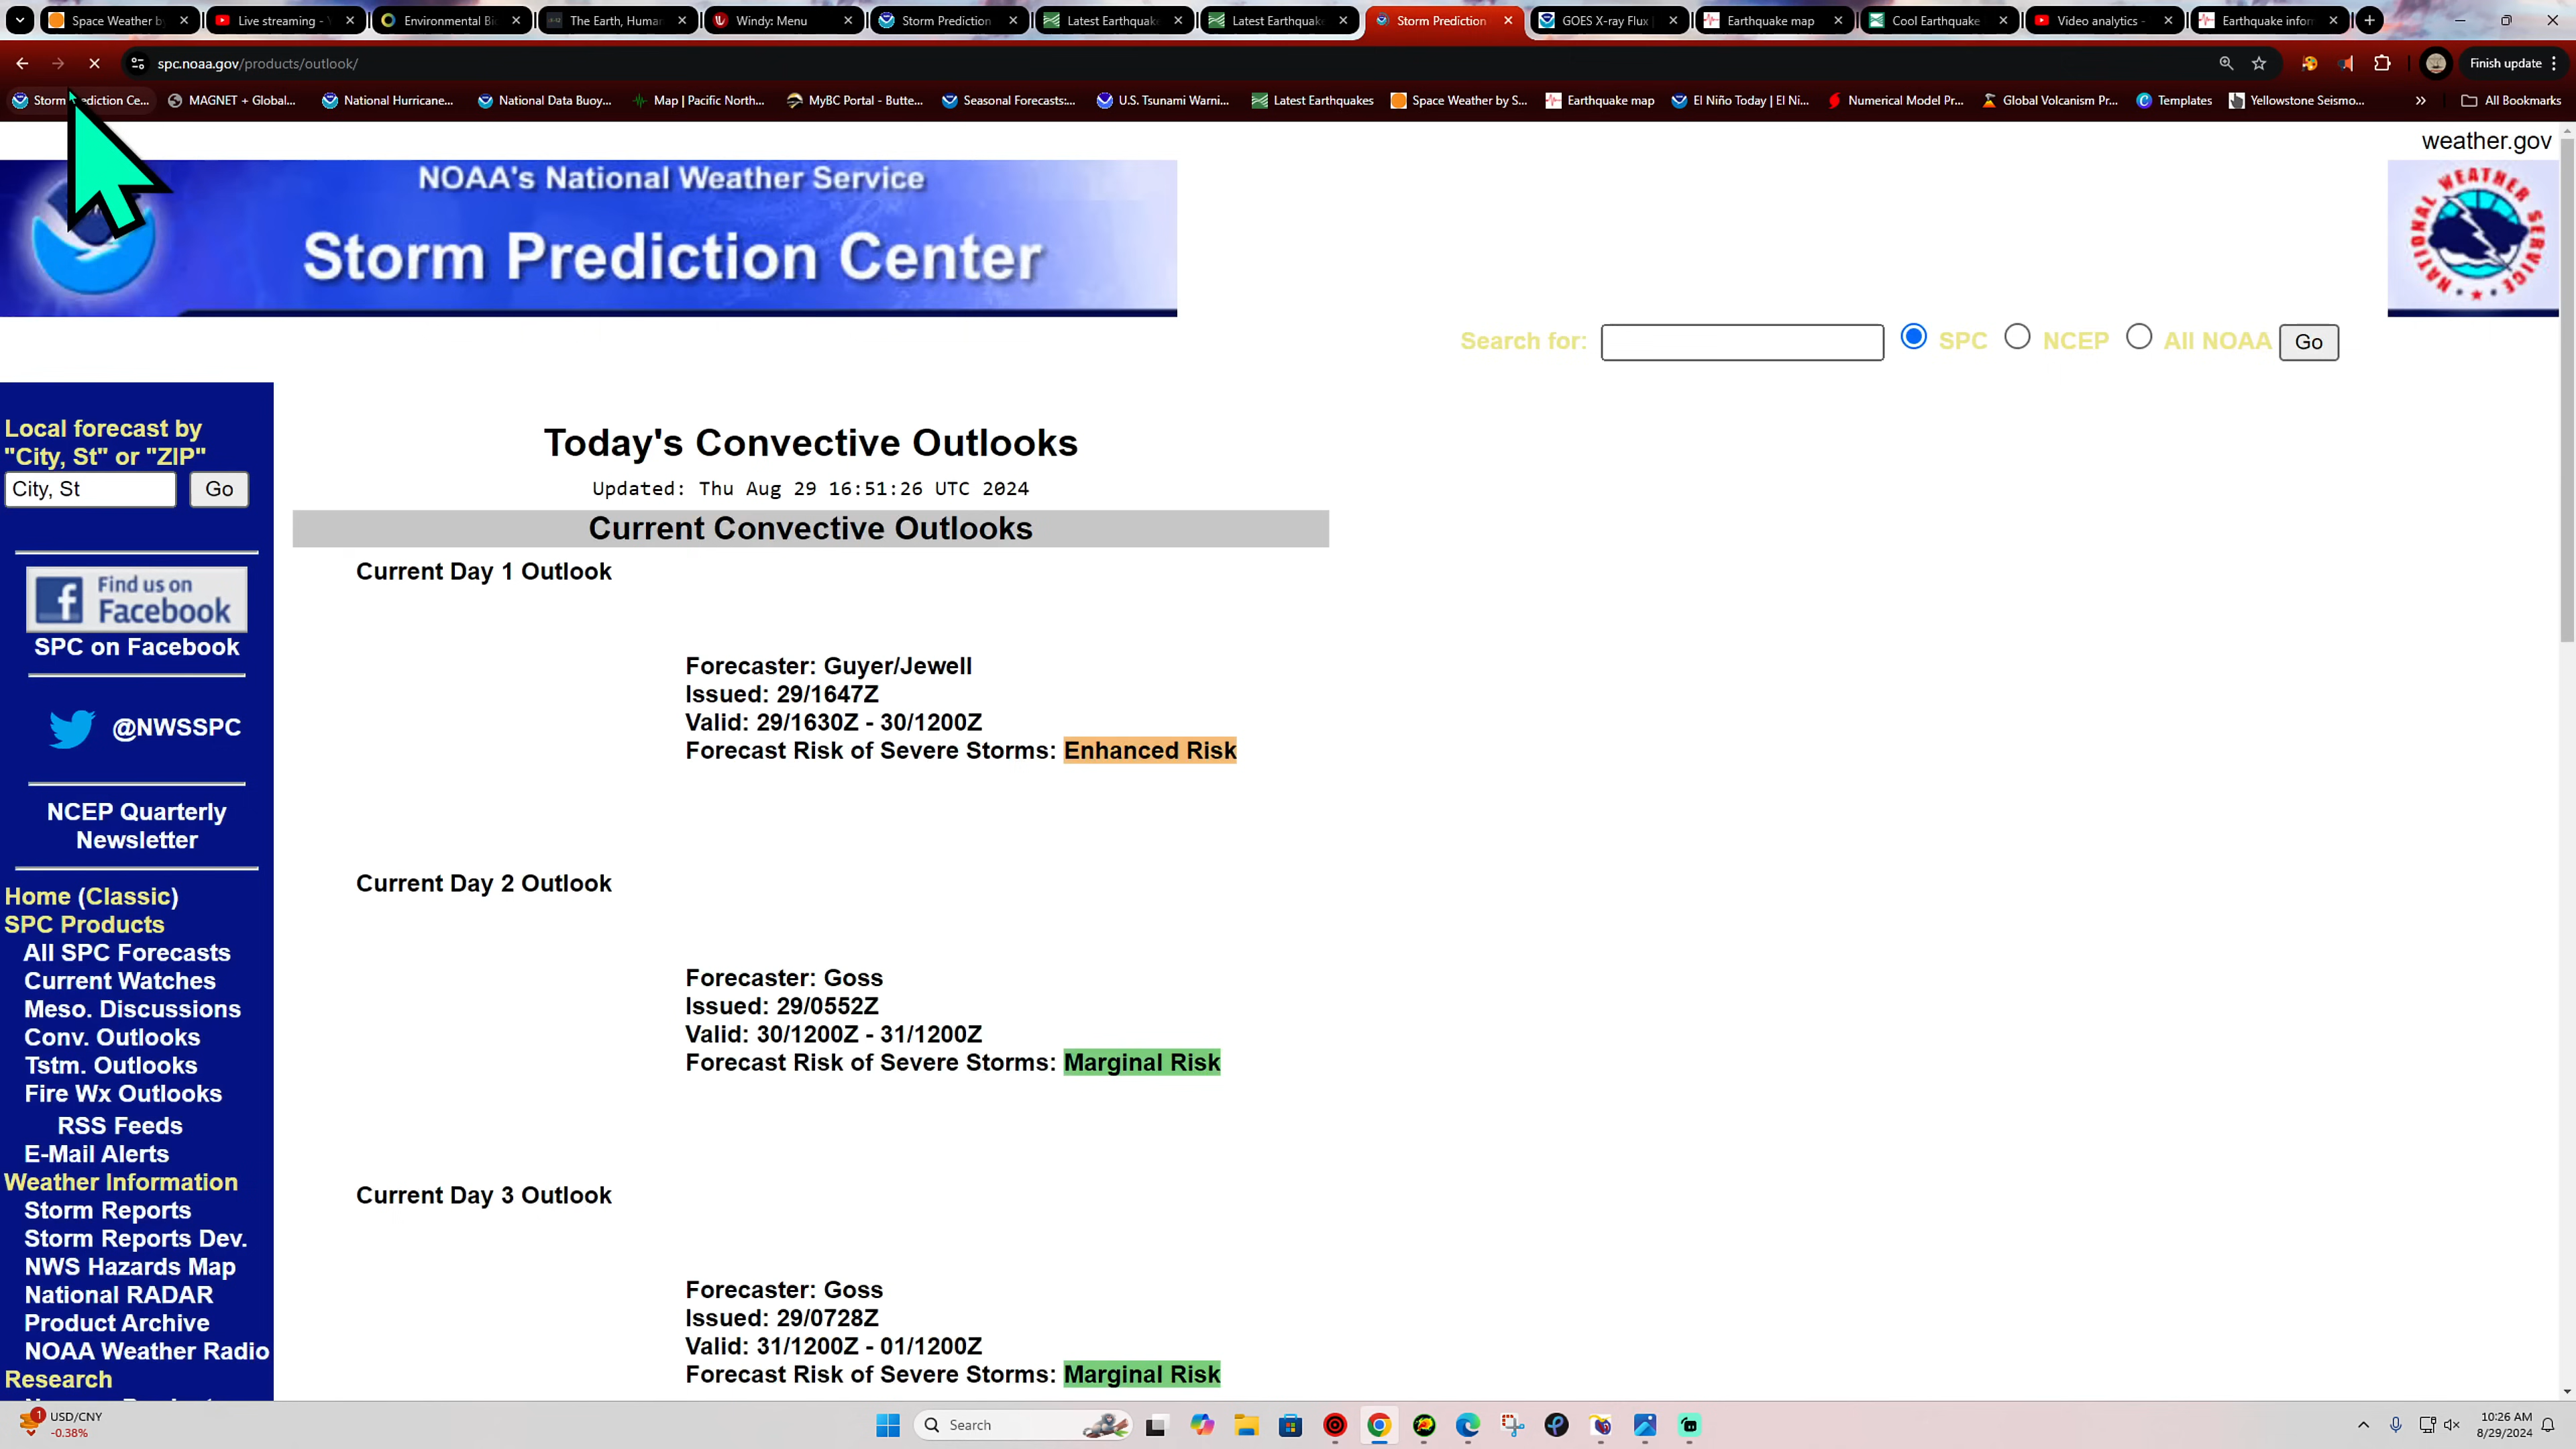 Space Weather by
Live streaming - Y
Environmental Bio
The Earth, Human
Windy: Menu
Storm Prediction
Latest Earthquake
Latest Earthquake
Storm Prediction
GOES X-ray Flux |
Earthquake map
Cool Earthquake
Video analytics -
Earthquake infor
spc.noaa.gov/products/outlook/
Finish update
Storm Prediction Ce...
MAGNET + Global...
National Hurricane...
National Data Buoy...
Map | Pacific North...
MyBC Portal - Butte...
Seasonal Forecasts:...
U.S. Tsunami Warni...
Latest Earthquakes
Space Weather by S...
Earthquake map
El Niño Today | El Ni...
Numerical Model Pr...
Global Volcanism Pr...
Templates
Yellowstone Seismo...
All Bookmarks
weather.gov
NOAA's National Weather Service
Storm Prediction Center
NATIONAL WEATHER SERVICE
Search for:
SPC
NCEP
All NOAA
Go
Local forecast by
"City, St" or "ZIP"
City, St
Go
Find us on
Facebook
SPC on Facebook
@NWSSPC
NCEP Quarterly
Newsletter
Home (Classic)
SPC Products
All SPC Forecasts
Current Watches
Meso. Discussions
Conv. Outlooks
Tstm. Outlooks
Fire Wx Outlooks
RSS Feeds
E-Mail Alerts
Weather Information
Storm Reports
Storm Reports Dev.
NWS Hazards Map
National RADAR
Product Archive
NOAA Weather Radio
Research
Today's Convective Outlooks
Updated: Thu Aug 29 16:51:26 UTC 2024
Current Convective Outlooks
Current Day 1 Outlook
Forecaster: Guyer/Jewell
Issued: 29/1647Z
Valid: 29/1630Z - 30/1200Z
Forecast Risk of Severe Storms: Enhanced Risk
Current Day 2 Outlook
Forecaster: Goss
Issued: 29/0552Z
Valid: 30/1200Z - 31/1200Z
Forecast Risk of Severe Storms: Marginal Risk
Current Day 3 Outlook
Forecaster: Goss
Issued: 29/0728Z
Valid: 31/1200Z - 01/1200Z
Forecast Risk of Severe Storms: Marginal Risk
1
USD/CNY
-0.38%
Search
10:26 AM
8/29/2024